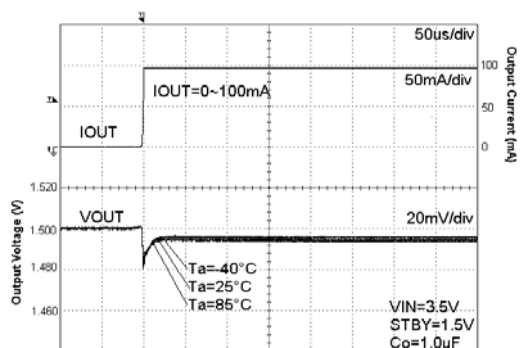 50us/div
50mA/div
IOUT=0~100mA
IOUT
100
50
0
Output Current (mA)
1.520
1.500
1.480
1.460
Output Voltage (V)
VOUT
20mV/div
Ta=-40°C
Ta=25°C
Ta=85°C
VIN=3.5V
STBY=1.5V
Co=1.0uF